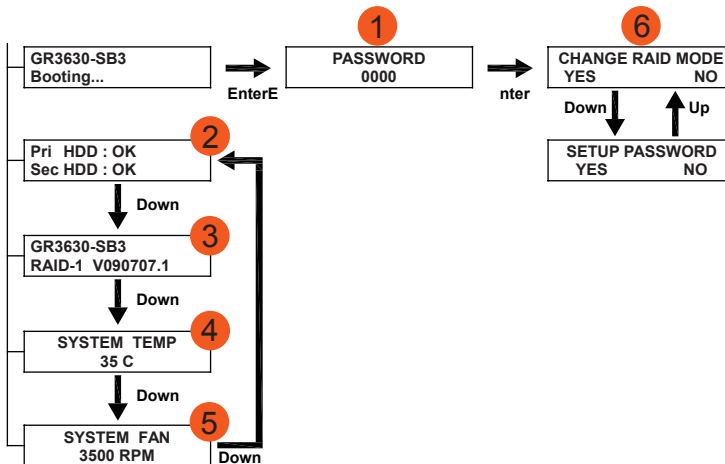 1
6
GR3630-SB3
Booting...
EnterE
PASSWORD
0000
nter
CHANGE RAID MODE
YES NO
Down
Up
SETUP PASSWORD
YES NO
2
Pri HDD : OK
Sec HDD : OK
Down
3
GR3630-SB3
RAID-1 V090707.1
Down
4
SYSTEM TEMP
35 C
Down
5
SYSTEM FAN
3500 RPM
Down